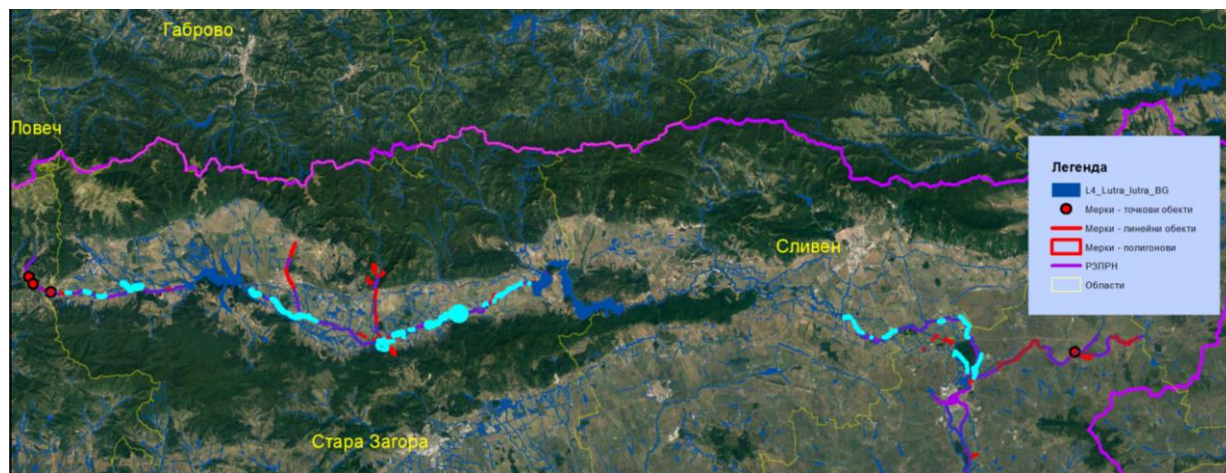 Габрово
Ловеч
Легенда
L4_Lutra_lutra_BG
Мерки - точкови обекти
Мерки - линейни обекти
Мерки - полигонови
РЗПРН
Области
Сливен
Стара Загора